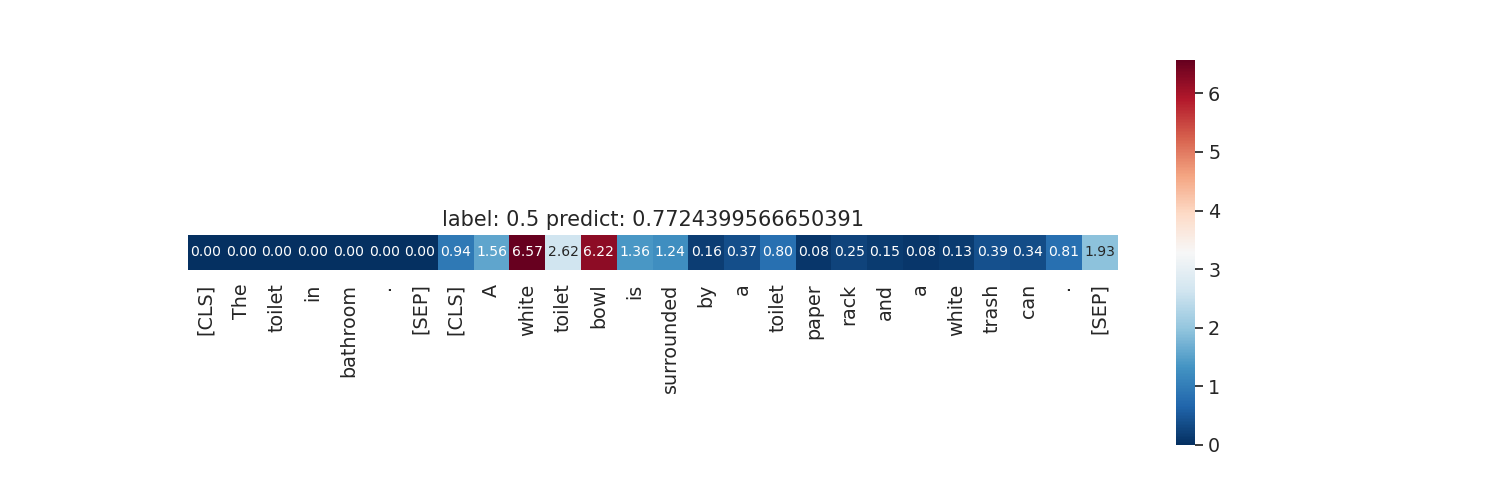 label: 0.5 predict: 0.7724399566650391
0.00 0.00 0.00 0.00 0.00 0.00 0.00 0.94 1.56 6.57 2.62 6.22 1.36 1.24 0.16 0.37 0.80 0.08 0.25 0.15 0.08 0.13 0.39 0.34 0.81 1.93
[CLS] The toilet in bathroom . [SEP] [CLS] A white toilet bowl is surrounded by a toilet paper rack and a white trash can . [SEP]
6
5
4
3
2
1
0